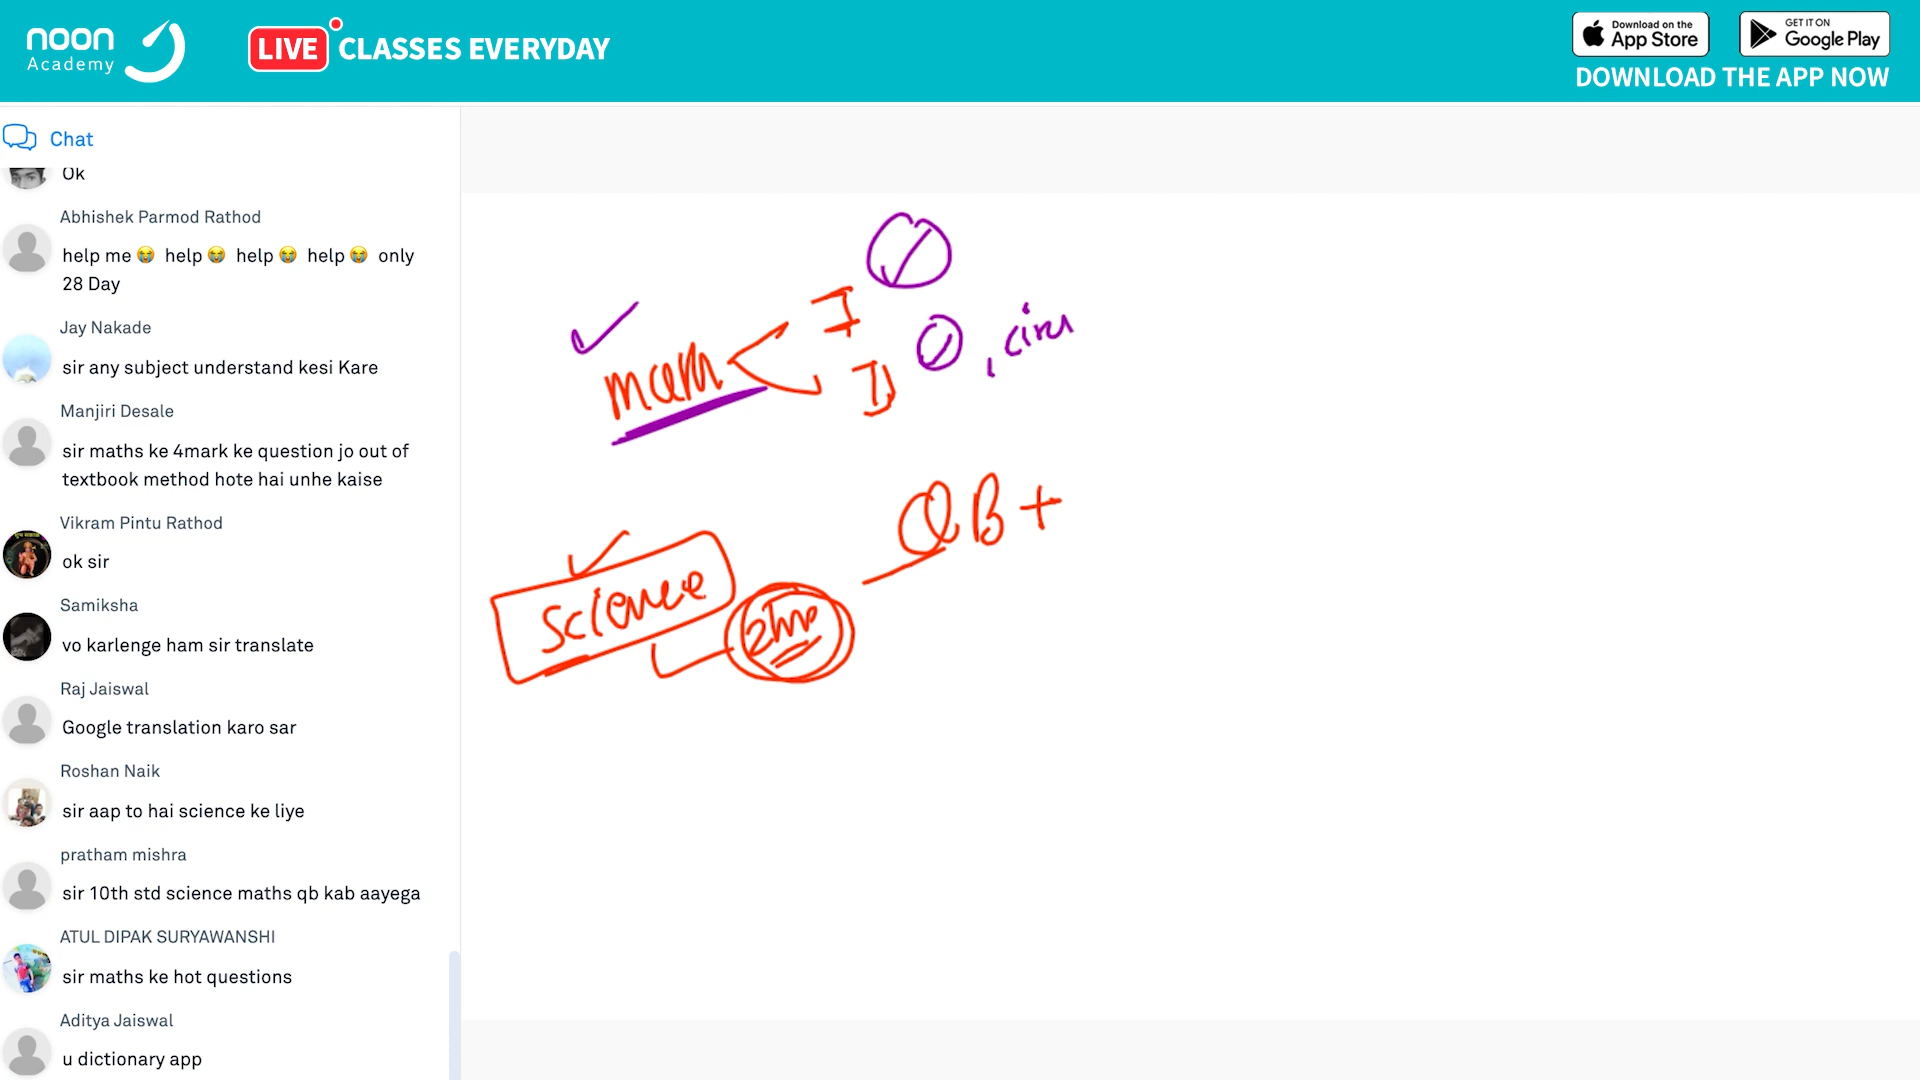 noon
Academy
LIVE CLASSES EVERYDAY
Download on the
App Store
GET IT ON
Google Play
DOWNLOAD THE APP NOW
Chat
Ok
Abhishek Parmod Rathod
help me 😭 help 😭 help 😭 help 😭 only
28 Day
Jay Nakade
sir any subject understand kesi Kare
Manjiri Desale
sir maths ke 4mark ke question jo out of
textbook method hote hai unhe kaise
Vikram Pintu Rathod
ok sir
Samiksha
vo karlenge ham sir translate
Raj Jaiswal
Google translation karo sar
Roshan Naik
sir aap to hai science ke liye
pratham mishra
sir 10th std science maths qb kab aayega
ATUL DIPAK SURYAWANSHI
sir maths ke hot questions
Aditya Jaiswal
u dictionary app
I
II
QB +
Science
2hrs